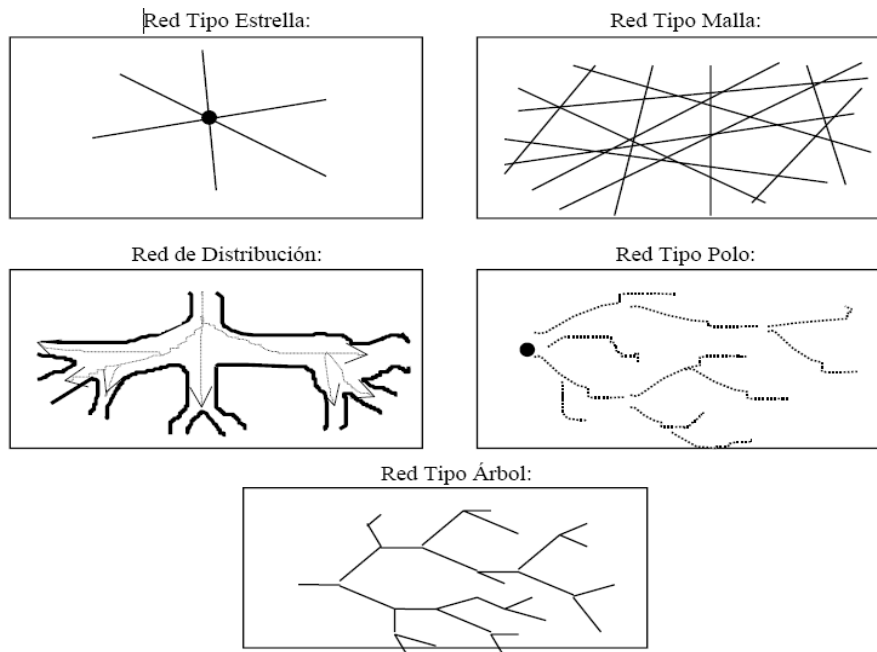 Red Tipo Estrella:
Red Tipo Malla:
Red de Distribución:
Red Tipo Polo:
Red Tipo Árbol: